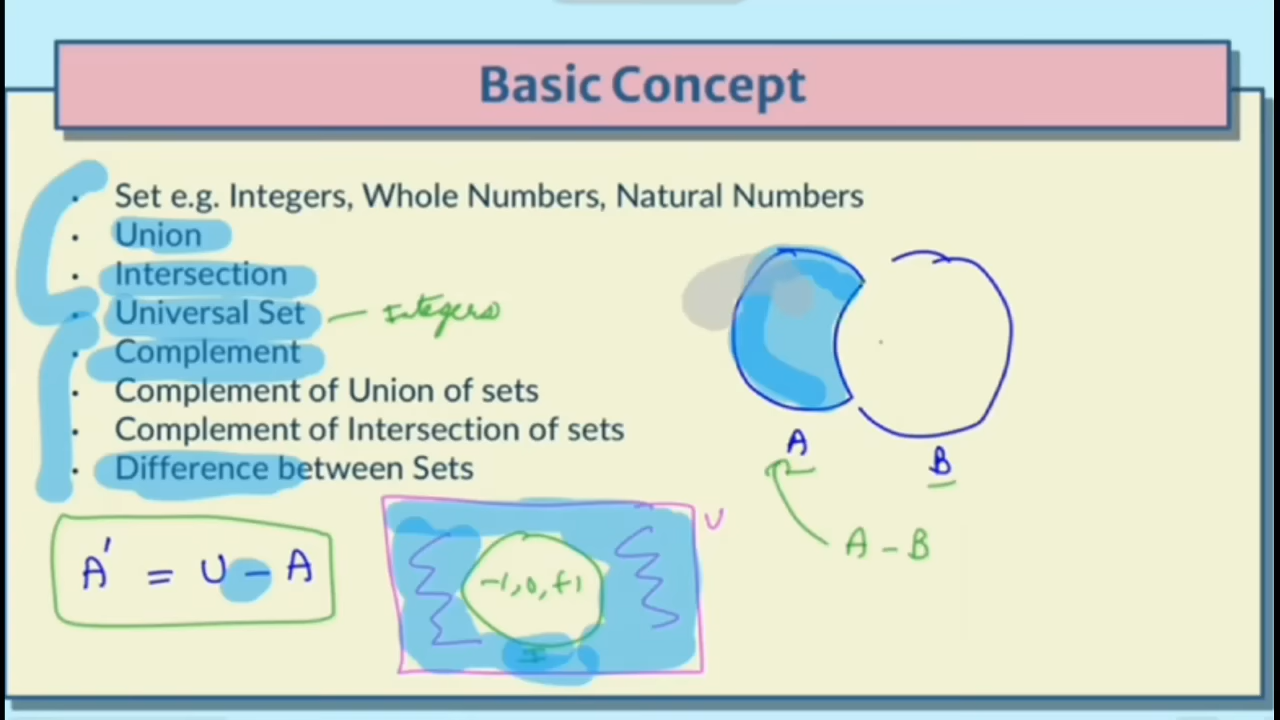 Basic Concept
· Set e.g. Integers, Whole Numbers, Natural Numbers
· Union
· Intersection
· Universal Set — Integers
· Complement
· Complement of Union of sets
· Complement of Intersection of sets
· Difference between Sets
A
B
A - B
U
A' = U - A
-1, 0, +1
I